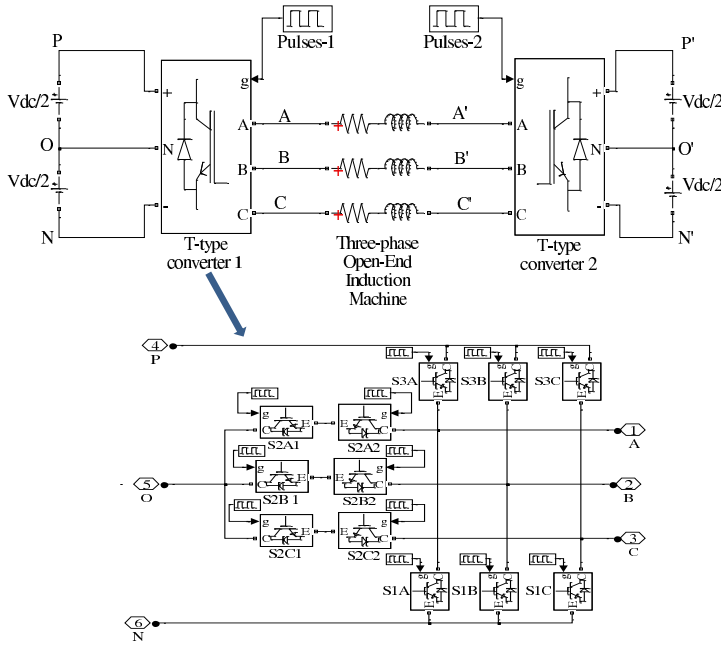 Pulses-1
Pulses-2
P
P'
Vdc/2
Vdc/2
O
O'
Vdc/2
Vdc/2
N
N'
+
N
-
g
A
B
C
A
B
C
A'
B'
C'
g
A
B
C
+
N
-
T-type
converter 1
Three-phase
Open-End
Induction
Machine
T-type
converter 2
4
P
g C
S3A
E
g C
S3B
E
g C
S3C
E
g
C E
S2A1
g
E C
S2A2
1
A
5
O
g
C E
S2B 1
g
E C
S2B2
2
B
g
C E
S2C1
g
E C
S2C2
3
C
g C
S1A
E
g C
S1B
E
g C
S1C
E
6
N